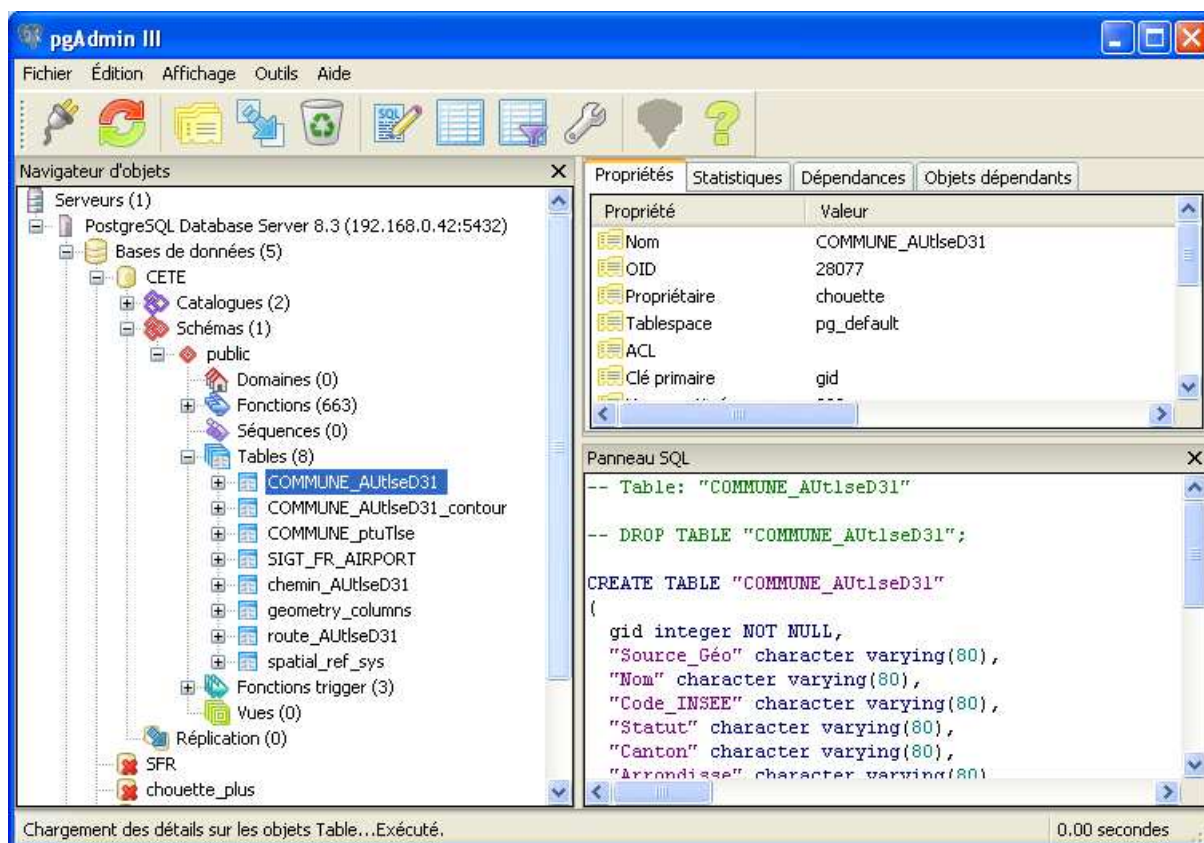 pgAdmin III
Fichier Édition Affichage Outils Aide
SQL
Navigateur d'objets
Serveurs (1)
PostgreSQL Database Server 8.3 (192.168.0.42:5432)
Bases de données (5)
CETE
Catalogues (2)
Schémas (1)
public
Domaines (0)
Fonctions (663)
Séquences (0)
Tables (8)
COMMUNE_AUtlseD31
COMMUNE_AUtlseD31_contour
COMMUNE_ptuTlse
SIGT_FR_AIRPORT
chemin_AUtlseD31
geometry_columns
route_AUtlseD31
spatial_ref_sys
Fonctions trigger (3)
Vues (0)
Réplication (0)
SFR
chouette_plus
Propriétés Statistiques Dépendances Objets dépendants
Propriété Valeur
Nom COMMUNE_AUtlseD31
OID 28077
Propriétaire chouette
Tablespace pg_default
ACL
Clé primaire gid
Panneau SQL
-- Table: "COMMUNE_AUtlseD31"
-- DROP TABLE "COMMUNE_AUtlseD31";
CREATE TABLE "COMMUNE_AUtlseD31"
(
gid integer NOT NULL,
"Source_Géo" character varying(80),
"Nom" character varying(80),
"Code_INSEE" character varying(80),
"Statut" character varying(80),
"Canton" character varying(80),
"Arrondisse" character varying(80)
Chargement des détails sur les objets Table...Exécuté. 0.00 secondes